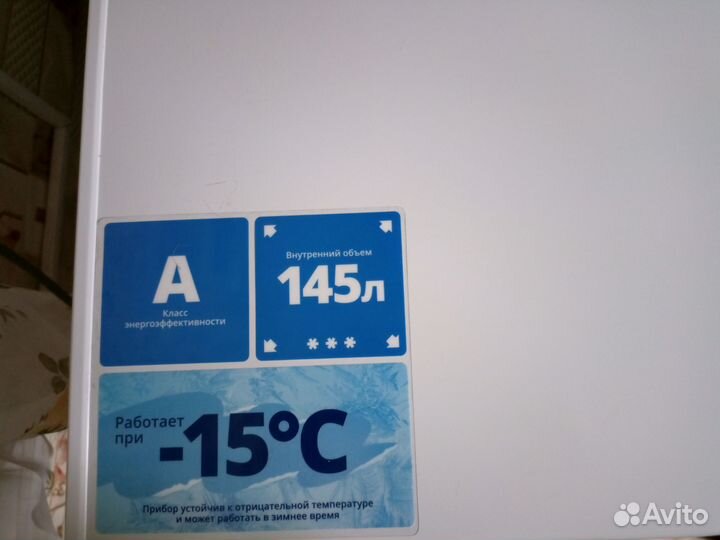 A
Класс
энергоэффективности
Внутренний объем
145л
***
Работает
при
-15°C
Прибор устойчив к отрицательной температуре
и может работать в зимнее время
Avito